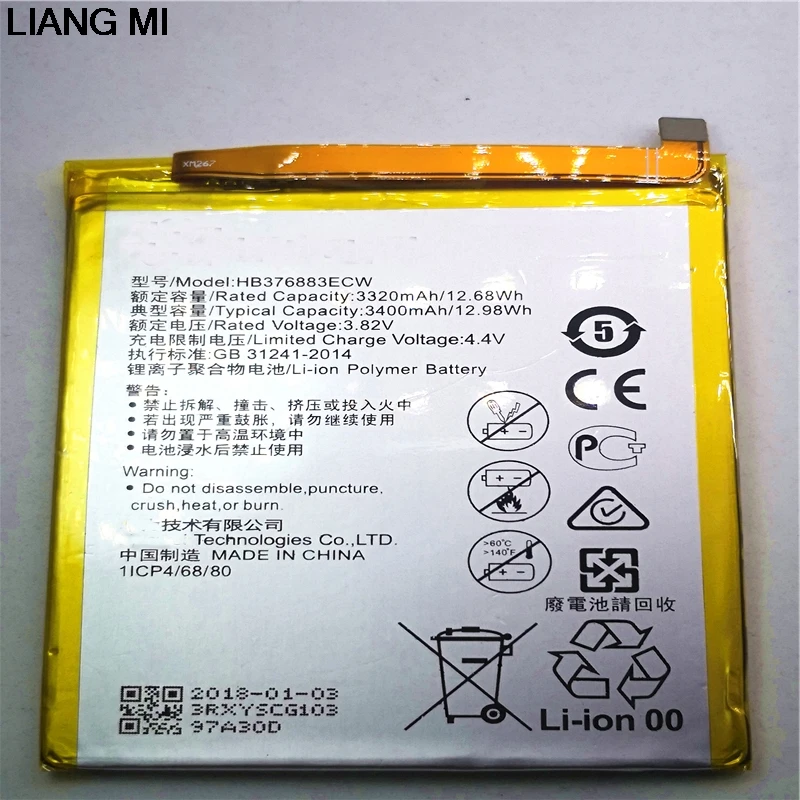 LIANG MI
XM267
型号/Model:HB376883ECW
额定容量/Rated Capacity:3320mAh/12.68Wh
典型容量/Typical Capacity:3400mAh/12.98Wh
额定电压/Rated Voltage:3.82V
充电限制电压/Limited Charge Voltage:4.4V
执行标准:GB 31241-2014
锂离子聚合物电池/Li-ion Polymer Battery
警告:
• 禁止拆解、撞击、挤压或投入火中
• 若出现严重鼓胀,请勿继续使用
• 请勿置于高温环境中
• 电池浸水后禁止使用
Warning:
• Do not disassemble,puncture,
crush,heat,or burn.
技术有限公司
Technologies Co.,LTD.
中国制造 MADE IN CHINA
1ICP4/68/80
5
CE
PC
>60°C
>140°F
廢電池請回收
2018-01-03
3RXYSCG103
97A30D
Li-ion 00